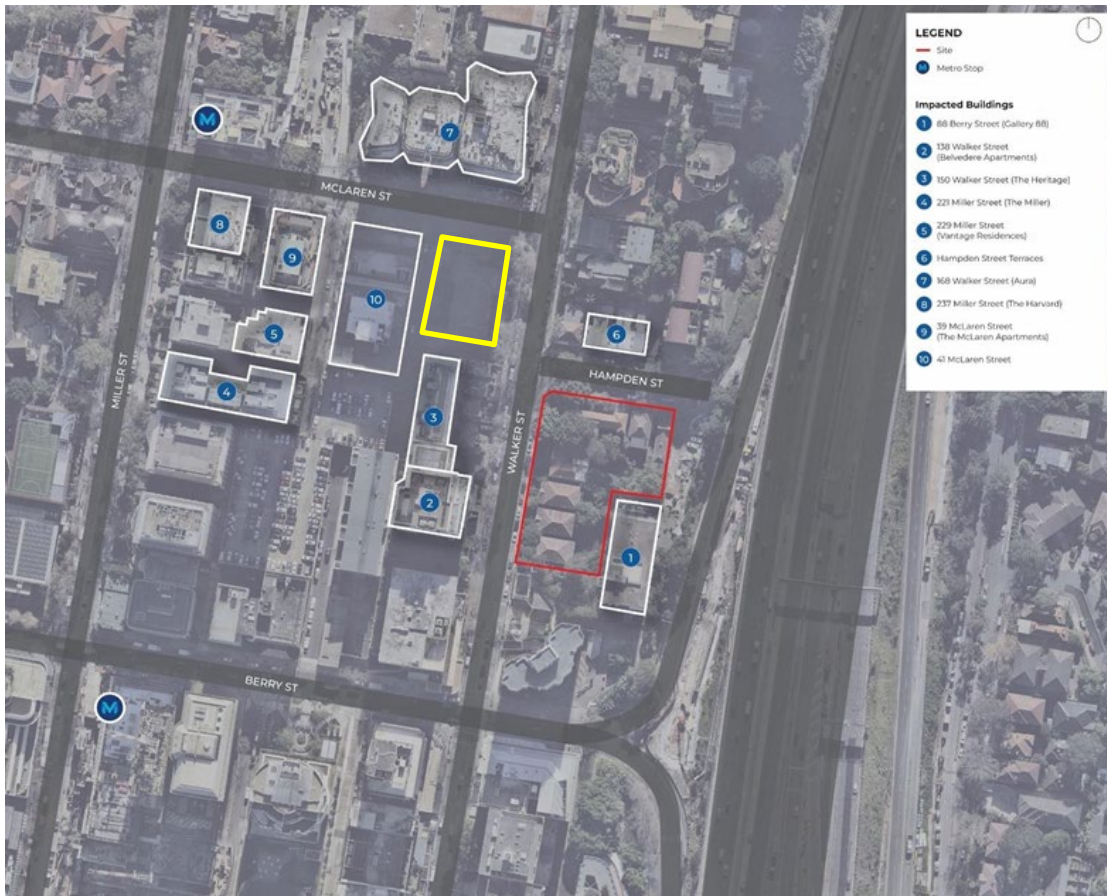 LEGEND
Site
M Metro Stop
Impacted Buildings
1 88 Berry Street (Gallery 88)
2 138 Walker Street
(Belvedere Apartments)
3 150 Walker Street (The Heritage)
4 221 Miller Street (The Miller)
5 229 Miller Street
(Vantage Residences)
6 Hampden Street Terraces
7 168 Walker Street (Aura)
8 237 Miller Street (The Harvard)
9 39 McLaren Street
(The McLaren Apartments)
10 41 McLaren Street
M
7
MCLAREN ST
8
9
10
5
6
MILLER ST
4
HAMPDEN ST
3
WALKER ST
2
1
BERRY ST
M